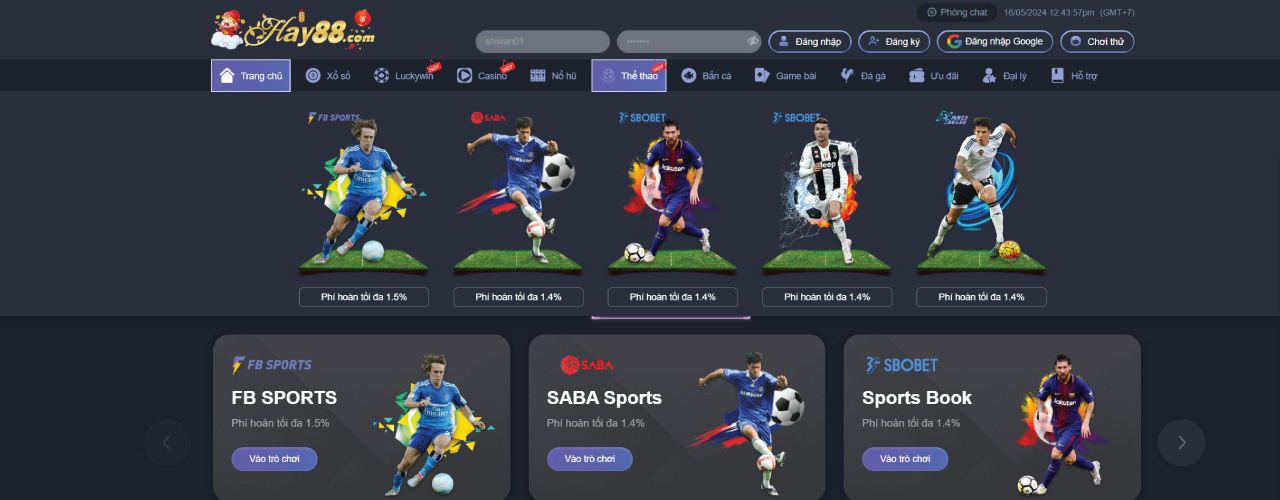 Hay88.com
Phòng chat 16/05/2024 12:43:57pm (GMT+7)
shiwan01 ······· Đăng nhập Đăng ký Đăng nhập Google Chơi thử
Trang chủ Xổ số Luckywin HOT Casino HOT Nổ hũ Thể thao HOT Bắn cá Game bài Đá gà Ưu đãi Đại lý Hỗ trợ
FB SPORTS SABA SBOBET SBOBET
Phí hoàn tối đa 1.5% Phí hoàn tối đa 1.4% Phí hoàn tối đa 1.4% Phí hoàn tối đa 1.4% Phí hoàn tối đa 1.4%
FB SPORTS SABA SBOBET
FB SPORTS SABA Sports Sports Book
Phí hoàn tối đa 1.5% Phí hoàn tối đa 1.4% Phí hoàn tối đa 1.4%
Vào trò chơi Vào trò chơi Vào trò chơi